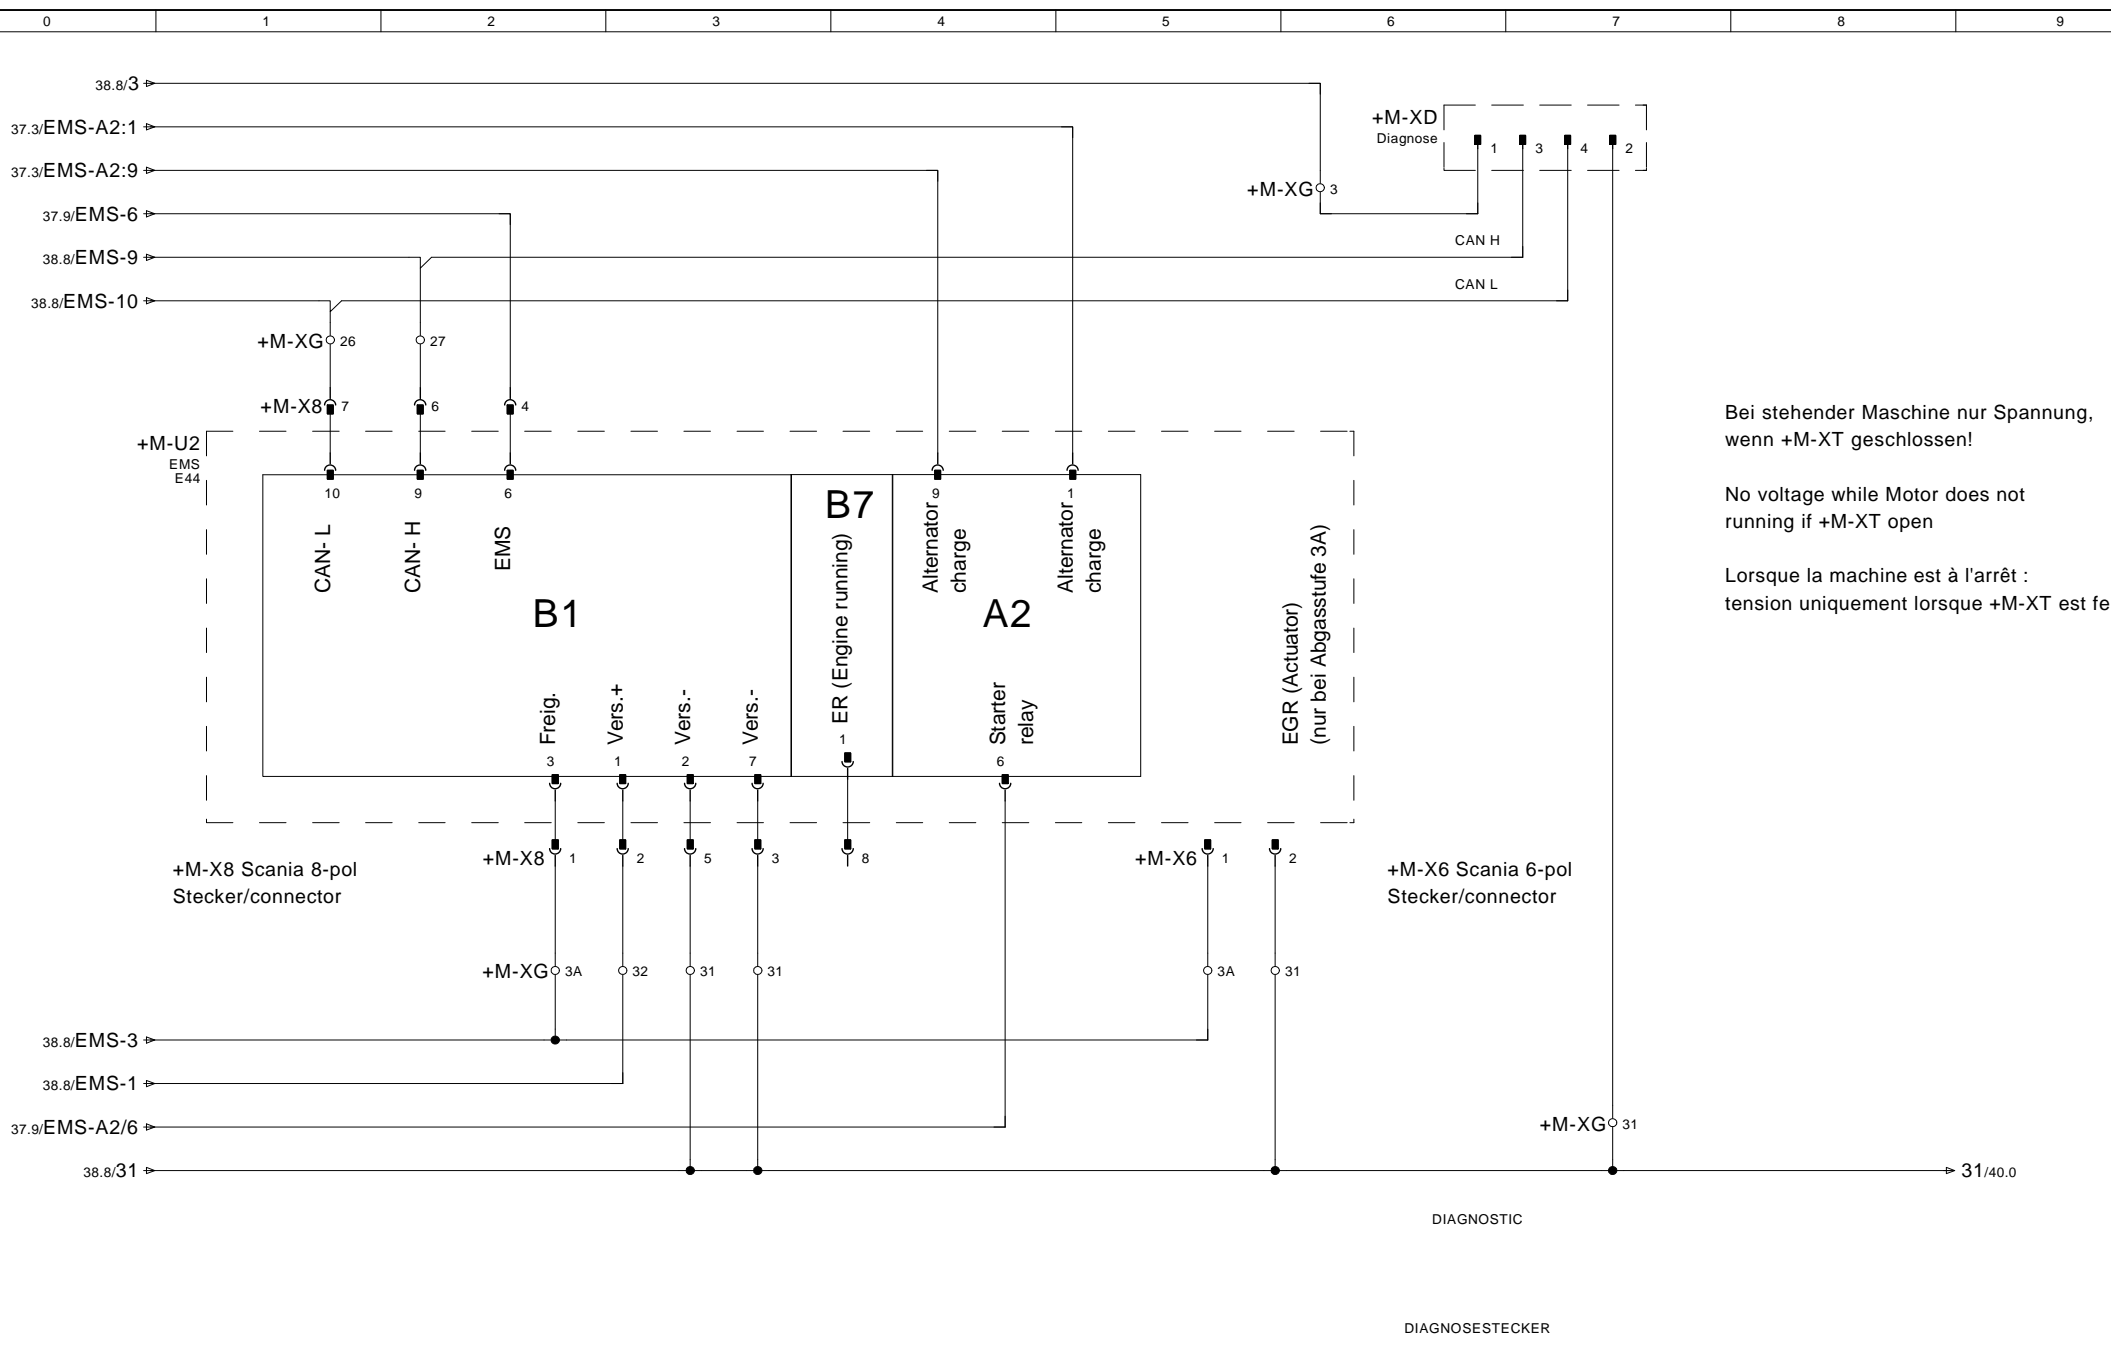 0 1 2 3 4 5 6 7 8 9
38.8/3
37.3/EMS-A2:1
37.3/EMS-A2:9
37.9/EMS-6
38.8/EMS-9
38.8/EMS-10
+M-XD
Diagnose
1 3 4 2
+M-XG 3
CAN H
CAN L
+M-XG 26 27
+M-X8 7 6 4
+M-U2
EMS
E44
10 9 6 9 1
CAN- L
CAN- H
EMS
B1
B7
ER (Engine running)
1
Alternator
charge
Alternator
charge
A2
EGR (Actuator)
(nur bei Abgasstufe 3A)
Freig.
Vers.+
Vers.-
Vers.-
Starter
relay
3 1 2 7 6
Bei stehender Maschine nur Spannung,
wenn +M-XT geschlossen!
No voltage while Motor does not
running if +M-XT open
Lorsque la machine est à l'arrêt :
tension uniquement lorsque +M-XT est fe
+M-X8 1 2 5 3 8
+M-X6 1 2
+M-X8 Scania 8-pol
Stecker/connector
+M-X6 Scania 6-pol
Stecker/connector
+M-XG 3A 32 31 31 3A 31
38.8/EMS-3
38.8/EMS-1
37.9/EMS-A2/6
+M-XG 31
38.8/31
31/40.0
DIAGNOSTIC
DIAGNOSESTECKER